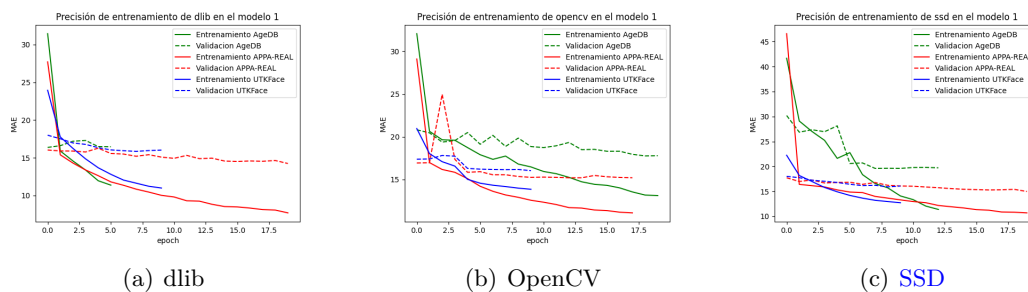 Precisión de entrenamiento de dlib en el modelo 1
Entrenamiento AgeDB
Validacion AgeDB
Entrenamiento APPA-REAL
Validacion APPA-REAL
Entrenamiento UTKFace
Validacion UTKFace
30
25
20
15
10
MAE
0.0 2.5 5.0 7.5 10.0 12.5 15.0 17.5
epoch
(a) dlib
Precisión de entrenamiento de opencv en el modelo 1
Entrenamiento AgeDB
Validacion AgeDB
Entrenamiento APPA-REAL
Validacion APPA-REAL
Entrenamiento UTKFace
Validacion UTKFace
30
25
20
15
MAE
0.0 2.5 5.0 7.5 10.0 12.5 15.0 17.5
epoch
(b) OpenCV
Precisión de entrenamiento de ssd en el modelo 1
Entrenamiento AgeDB
Validacion AgeDB
Entrenamiento APPA-REAL
Validacion APPA-REAL
Entrenamiento UTKFace
Validacion UTKFace
45
40
35
30
25
20
15
10
MAE
0.0 2.5 5.0 7.5 10.0 12.5 15.0 17.5
epoch
(c) SSD